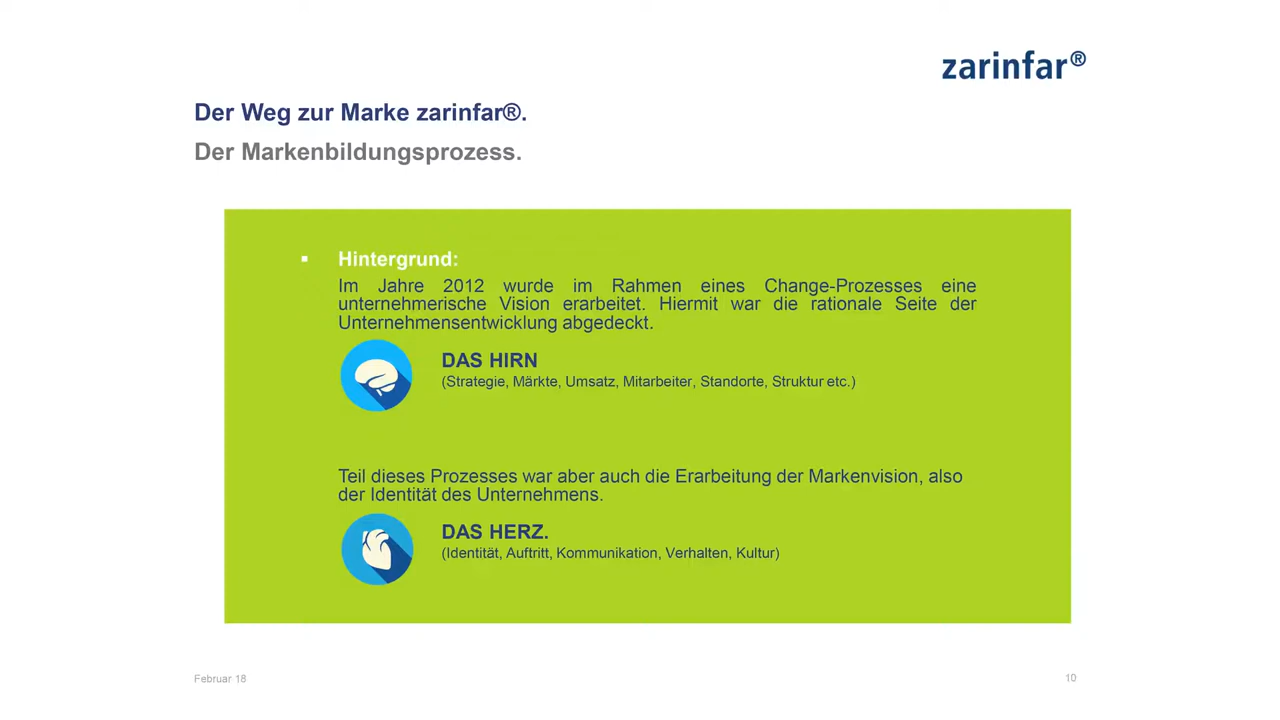 zarinfar®
Der Weg zur Marke zarinfar®.
Der Markenbildungsprozess.
▪ Hintergrund:
Im Jahre 2012 wurde im Rahmen eines Change-Prozesses eine
unternehmerische Vision erarbeitet. Hiermit war die rationale Seite der
Unternehmensentwicklung abgedeckt.
DAS HIRN
(Strategie, Märkte, Umsatz, Mitarbeiter, Standorte, Struktur etc.)
Teil dieses Prozesses war aber auch die Erarbeitung der Markenvision, also
der Identität des Unternehmens.
DAS HERZ.
(Identität, Auftritt, Kommunikation, Verhalten, Kultur)
Februar 18
10